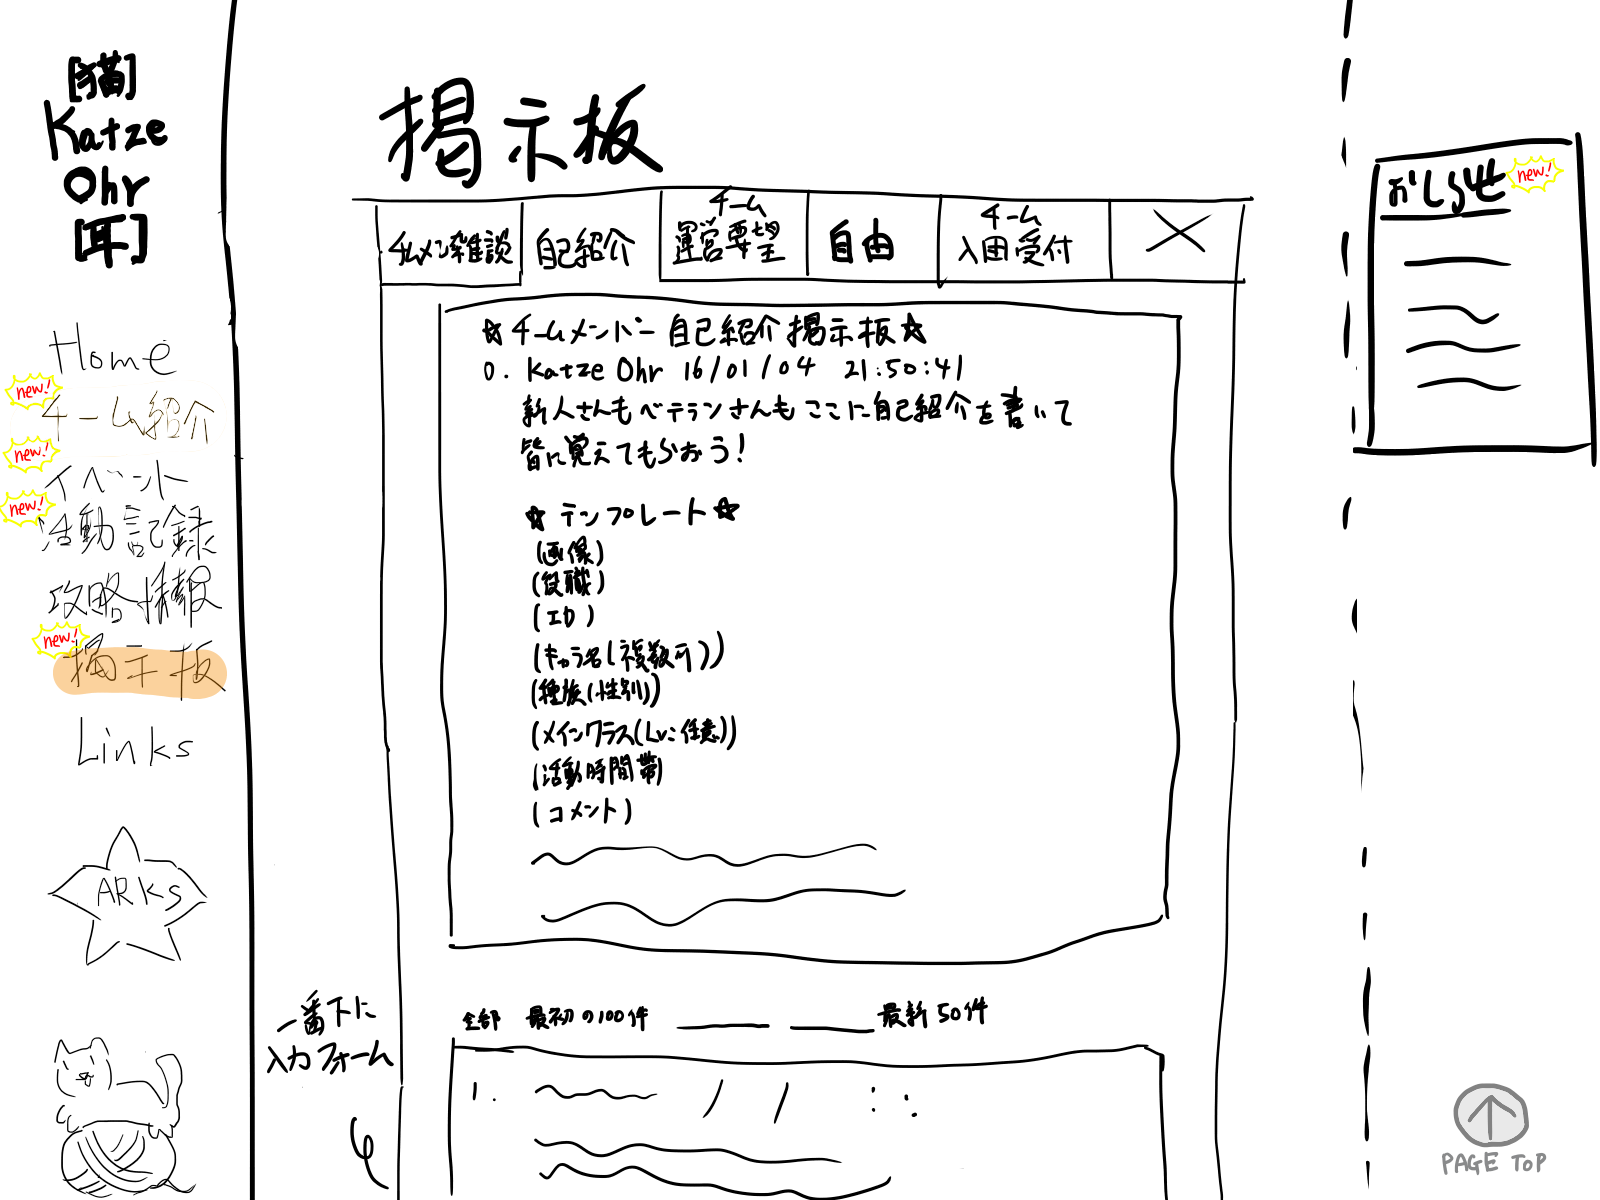 [猫]
Katze
Ohr
[耳]
Home
new!
チーム紹介
new!
イベント
new!
活動記録
攻略情報
new!
掲示板
Links
ARKS
掲示板
チムメン雑談
自己紹介
チーム
運営要望
自由
チーム
入団受付
☆チームメンバー自己紹介掲示板☆
0. Katze Ohr 16/01/04 21:50:41
新人さんもベテランさんもここに自己紹介を書いて
皆に覚えてもらおう!
☆テンプレート☆
(画像)
(役職)
(ID)
(キャラ名(複数可))
(種族(性別))
(メインクラス(Lv:任意))
(活動時間帯)
(コメント)
一番下に
入力フォーム
全部 最初の100件 最新50件
1.
おしらせ
new!
PAGE TOP